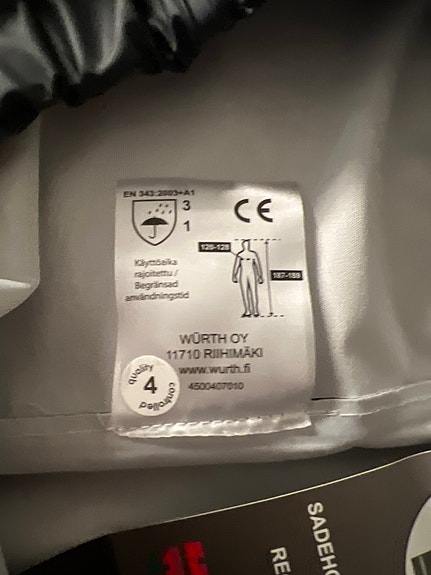 EN 343:2003+A1
3
1
CE
120-128
187-189
Käyttöaika
rajoitettu /
Begränsad
användningstid
WÜRTH OY
11710 RIIHIMÄKI
www.wurth.fi
4500407010
quality
4
controlled
SADEHO
RE